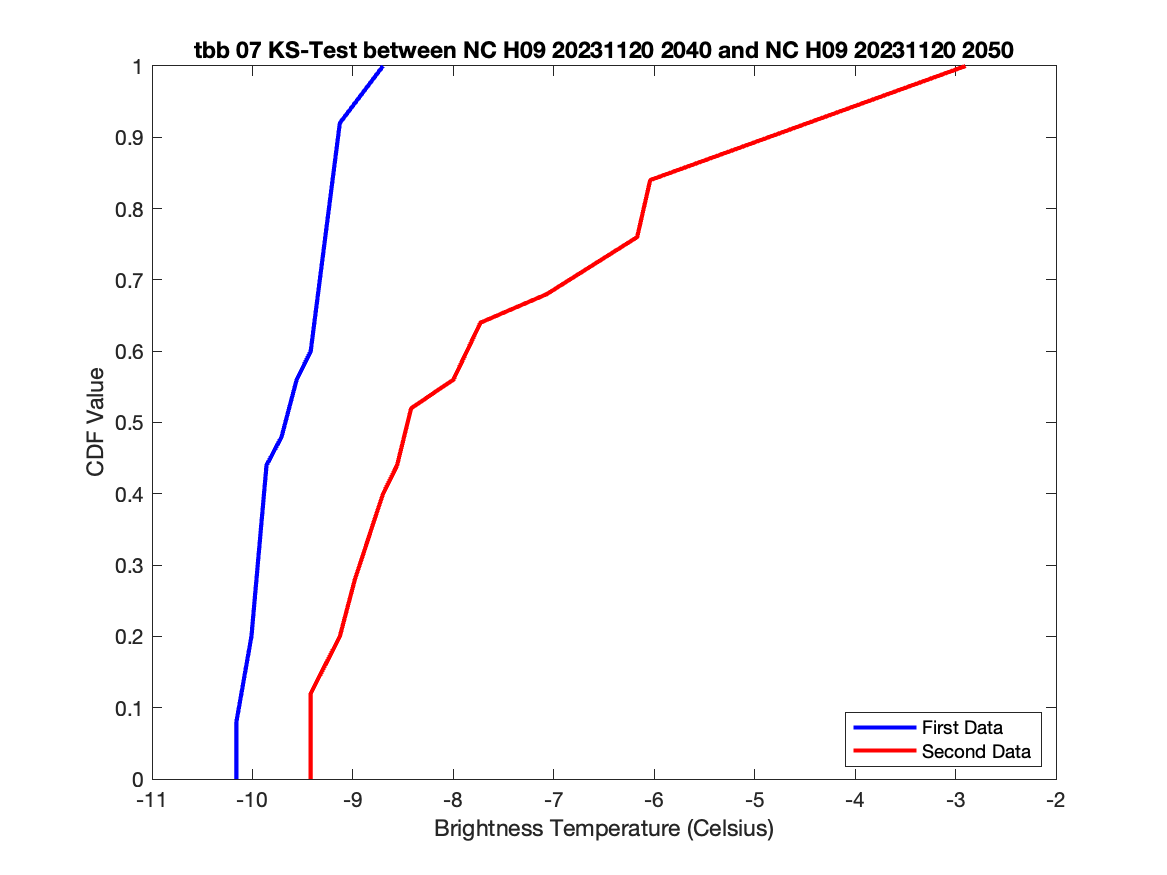 tbb 07 KS-Test between NC H09 20231120 2040 and NC H09 20231120 2050
1
0.9
0.8
0.7
0.6
0.5
0.4
0.3
0.2
0.1
0
CDF Value
First Data
Second Data
-11 -10 -9 -8 -7 -6 -5 -4 -3 -2
Brightness Temperature (Celsius)